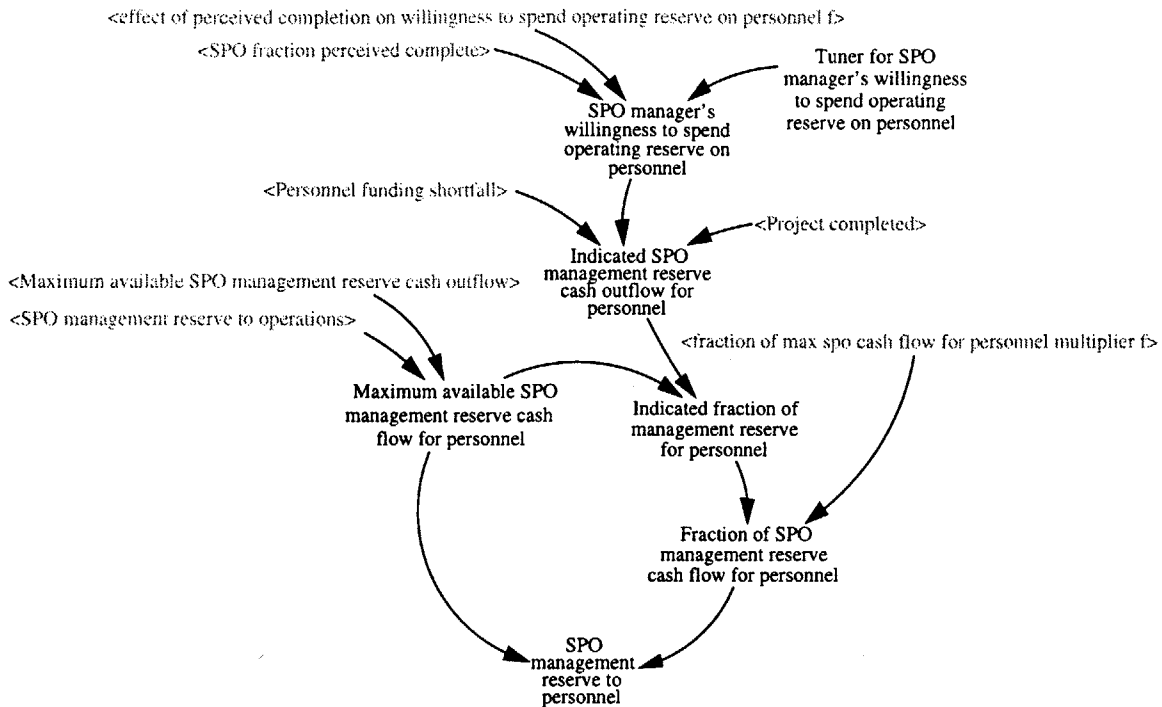 <effect of perceived completion on willingness to spend operating reserve on personnel f>
<SPO fraction perceived complete>
Tuner for SPO
manager's willingness
to spend operating
reserve on personnel
SPO manager's
willingness to spend
operating reserve on
personnel
<Personnel funding shortfall>
<Project completed>
Indicated SPO
management reserve
cash outflow for
personnel
<Maximum available SPO management reserve cash outflow>
<SPO management reserve to operations>
<fraction of max spo cash flow for personnel multiplier f>
Maximum available SPO
management reserve cash
flow for personnel
Indicated fraction of
management reserve
for personnel
Fraction of SPO
management reserve
cash flow for personnel
SPO
management
reserve to
personnel